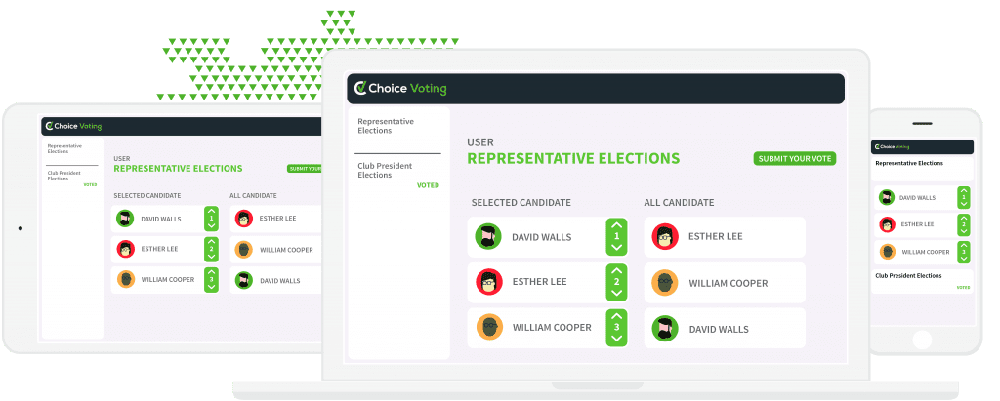 Choice Voting
Representative
Elections
Club President
Elections
VOTED
USER
REPRESENTATIVE ELECTIONS
SUBMIT YOUR
SELECTED CANDIDATE
ALL CANDIDATE
DAVID WALLS
1
ESTHER LEE
ESTHER LEE
2
WILLIAM COOPER
WILLIAM COOPER
3
DAVID WALLS
Choice Voting
Representative
Elections
Club President
Elections
VOTED
USER
REPRESENTATIVE ELECTIONS
SUBMIT YOUR VOTE
SELECTED CANDIDATE
ALL CANDIDATE
DAVID WALLS
1
ESTHER LEE
ESTHER LEE
2
WILLIAM COOPER
WILLIAM COOPER
3
DAVID WALLS
Choice Voting
Representative Elections
DAVID WALLS
1
ESTHER LEE
2
WILLIAM COOPER
3
Club President Elections
VOTED